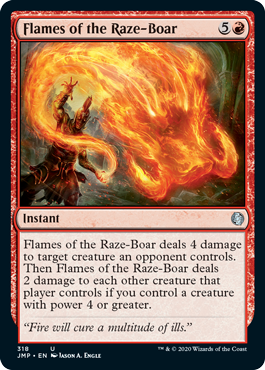 Flames of the Raze-Boar 5
Instant
Flames of the Raze-Boar deals 4 damage
to target creature an opponent controls.
Then Flames of the Raze-Boar deals
2 damage to each other creature that
player controls if you control a creature
with power 4 or greater.
“Fire will cure a multitude of ills.”
318 U
JMP • EN Jason A. Engle
™ & © 2020 Wizards of the Coast